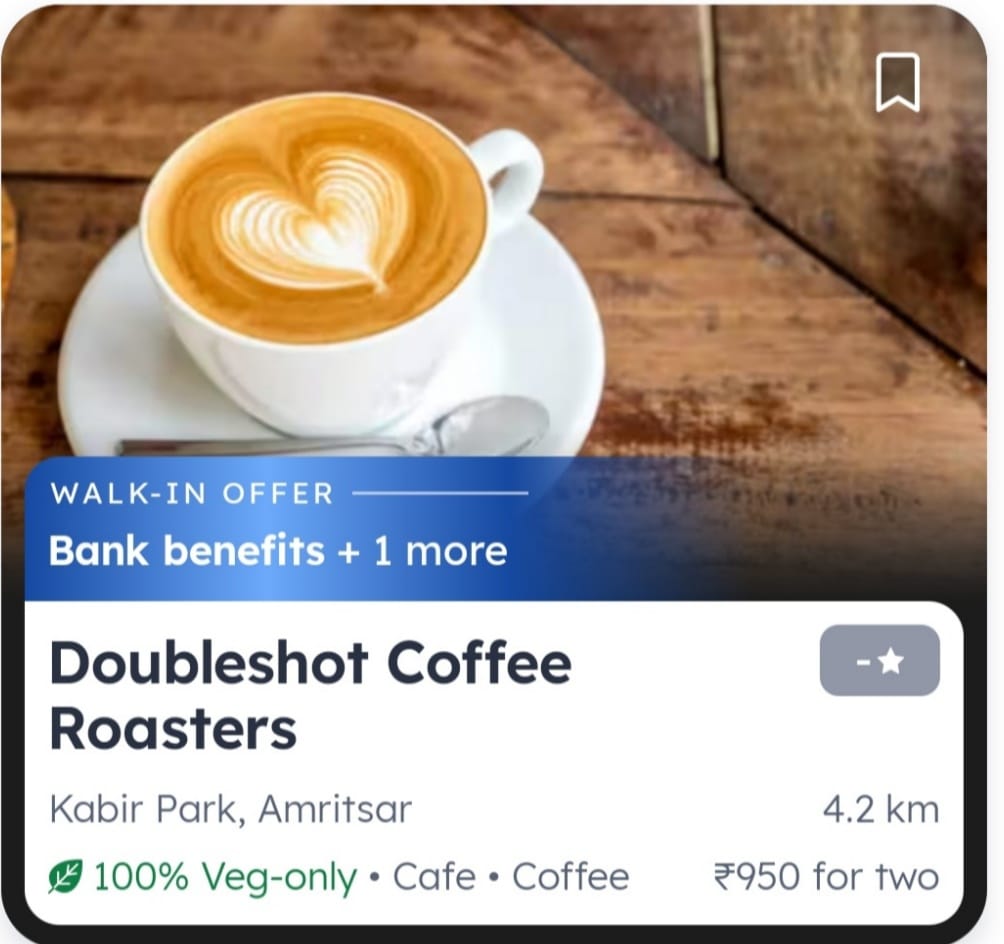 WALK-IN OFFER
Bank benefits + 1 more
Doubleshot Coffee
Roasters
-★
Kabir Park, Amritsar
4.2 km
100% Veg-only • Cafe • Coffee
₹950 for two